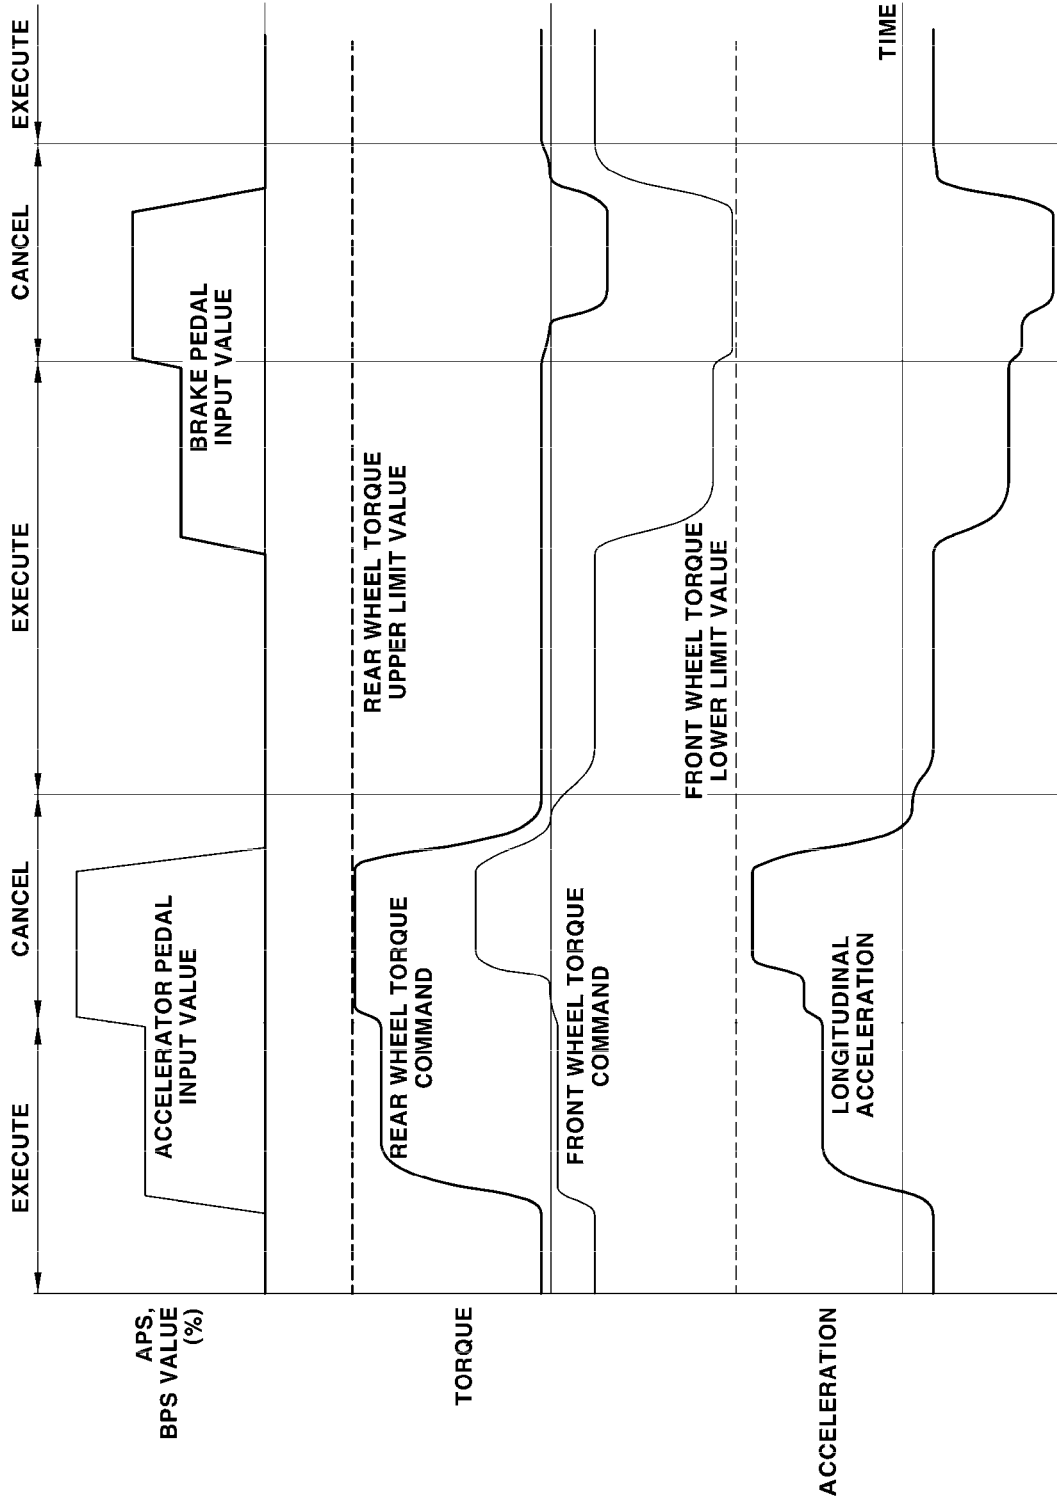 EXECUTE
CANCEL
EXECUTE
CANCEL
EXECUTE
APS,
BPS VALUE
(%)
ACCELERATOR PEDAL
INPUT VALUE
BRAKE PEDAL
INPUT VALUE
TORQUE
REAR WHEEL TORQUE
UPPER LIMIT VALUE
REAR WHEEL TORQUE
COMMAND
FRONT WHEEL TORQUE
COMMAND
FRONT WHEEL TORQUE
LOWER LIMIT VALUE
ACCELERATION
LONGITUDINAL
ACCELERATION
TIME